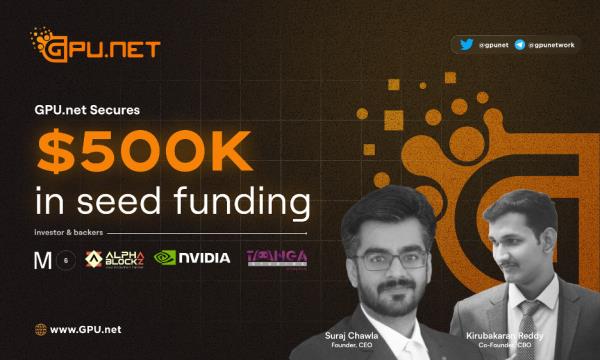 GPU.NET
@gpunet @gpunetwork
GPU.net Secures
$500K
in seed funding
investor & backers
M 6 ALPHA BLOCKZ NVIDIA
www.GPU.net
Suraj Chawla
Founder, CEO
Kirubakaran Reddy
Co-Founder, CBO